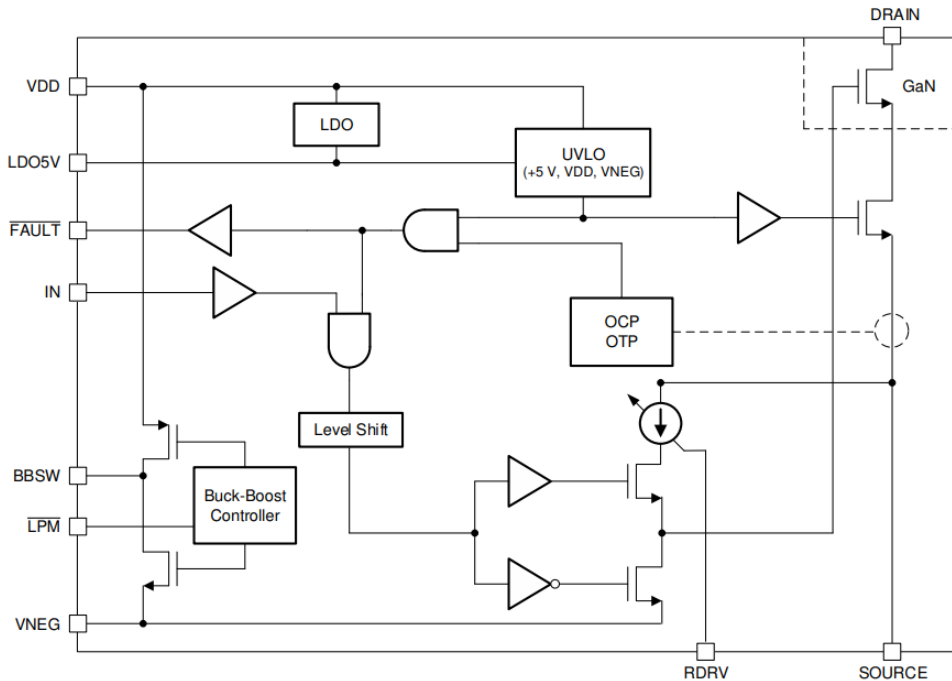 DRAIN
VDD
GaN
LDO
LDO5V
UVLO
(+5 V, VDD, VNEG)
FAULT
IN
OCP
OTP
Level Shift
BBSW
Buck-Boost
Controller
LPM
VNEG
RDRV
SOURCE